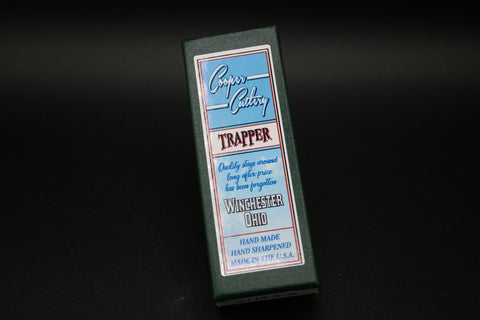 Cooper
Cutlery
TRAPPER
Quality stays around
long after price
has been forgotten
WINCHESTER
OHIO
HAND MADE
HAND SHARPENED
MADE IN THE U.S.A.